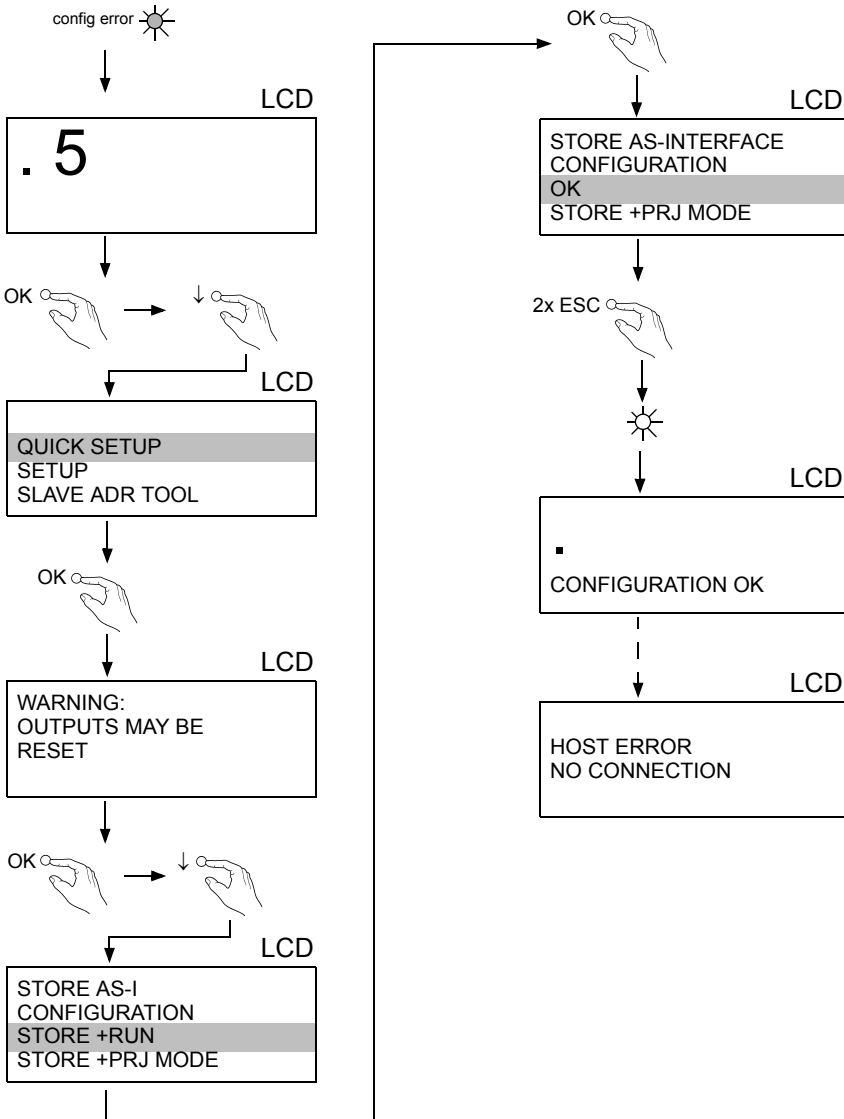 config error
LCD
. 5
OK ↓
LCD
QUICK SETUP
SETUP
SLAVE ADR TOOL
OK
LCD
WARNING:
OUTPUTS MAY BE
RESET
OK ↓
LCD
STORE AS-I
CONFIGURATION
STORE +RUN
STORE +PRJ MODE
OK
LCD
STORE AS-INTERFACE
CONFIGURATION
OK
STORE +PRJ MODE
2x ESC
LCD
.
CONFIGURATION OK
LCD
HOST ERROR
NO CONNECTION